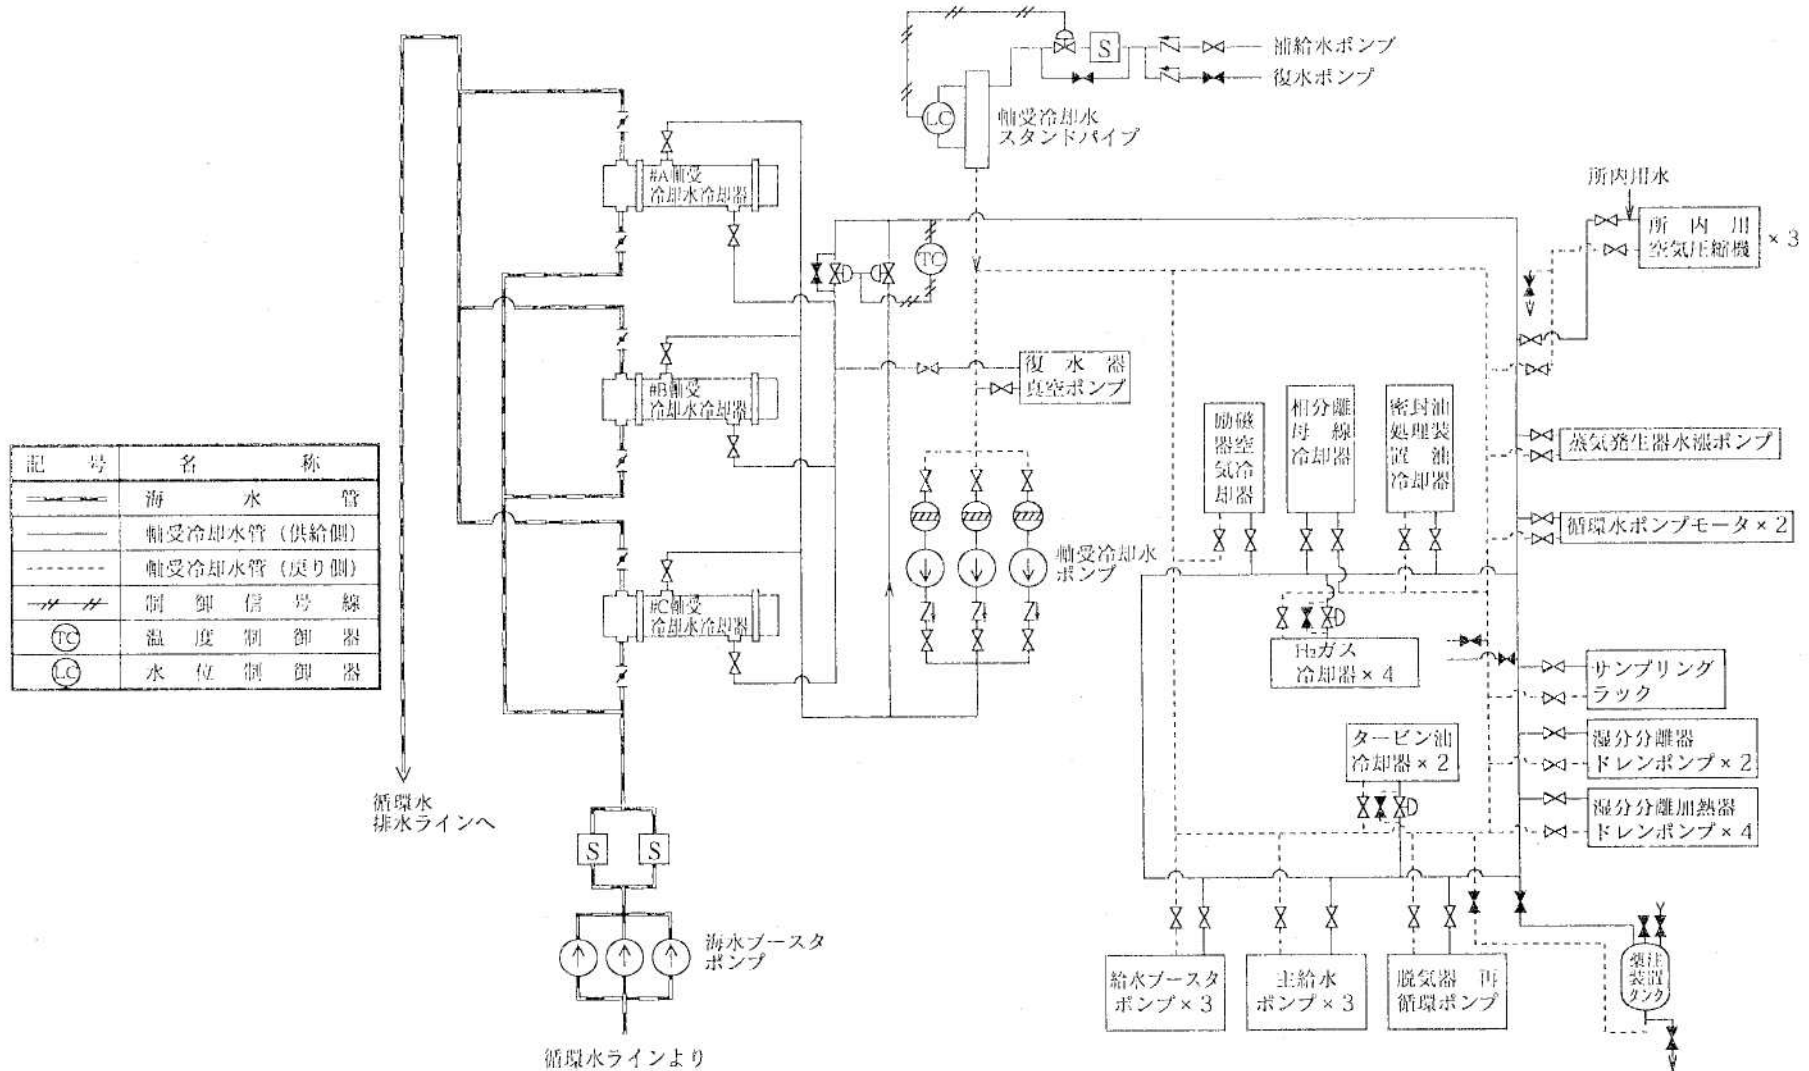 補給水ポンプ
復水ポンプ
S
LC
軸受冷却水
スタンドパイプ
所内用水
所内用
空気圧縮機
×3
#A軸受
冷却水冷却器
TC
#B軸受
冷却水冷却器
復水器
真空ポンプ
励磁
器空
気冷
却器
相分離
母線
冷却器
密封油
処理装
置油
冷却器
蒸気発生器水漲ポンプ
循環水ポンプモータ×2
記号 名称
海水管
軸受冷却水管(供給側)
軸受冷却水管(戻り側)
制御信号線
TC 温度制御器
LC 水位制御器
軸受冷却水
ポンプ
#C軸受
冷却水冷却器
H₂ガス
冷却器×4
サンプリング
ラック
タービン油
冷却器×2
湿分分離器
ドレンポンプ×2
湿分分離加熱器
ドレンポンプ×4
循環水
排水ラインへ
S
S
海水ブースタ
ポンプ
給水ブースタ
ポンプ×3
主給水
ポンプ×3
脱気器再
循環ポンプ
薬注
装置
タンク
循環水ラインより